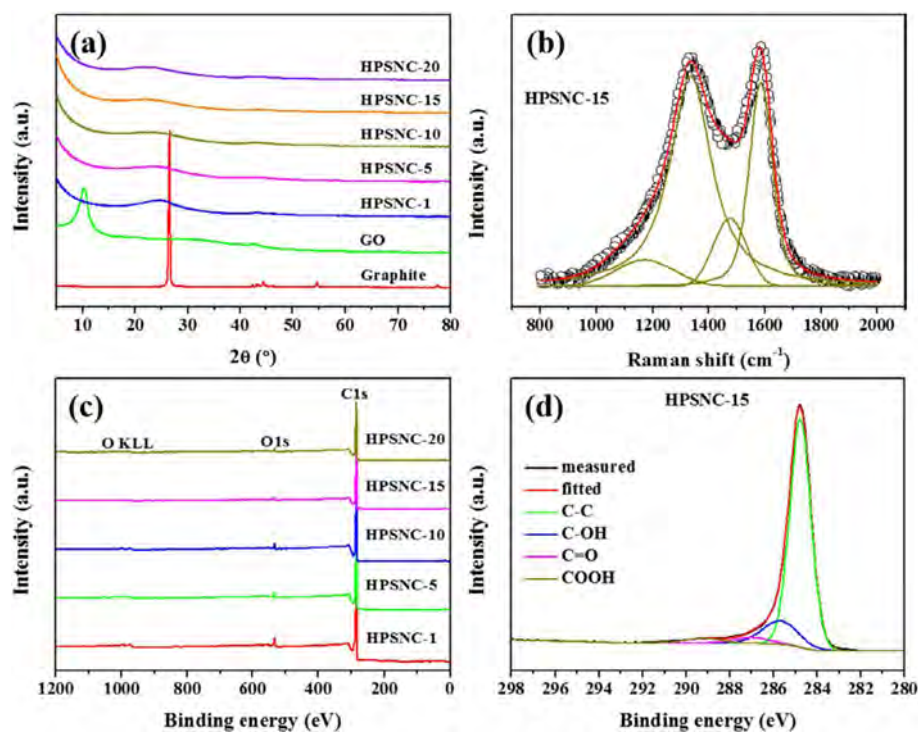 (a)
HPSNC-20
HPSNC-15
HPSNC-10
HPSNC-5
HPSNC-1
GO
Graphite
Intensity (a.u.)
10 20 30 40 50 60 70 80
2θ (°)
(b)
HPSNC-15
Intensity (a.u.)
800 1000 1200 1400 1600 1800 2000
Raman shift (cm⁻¹)
(c)
C1s
O KLL
O1s
HPSNC-20
HPSNC-15
HPSNC-10
HPSNC-5
HPSNC-1
Intensity (a.u.)
1200 1000 800 600 400 200 0
Binding energy (eV)
(d)
HPSNC-15
measured
fitted
C-C
C-OH
C=O
COOH
Intensity (a.u.)
298 296 294 292 290 288 286 284 282 280
Binding energy (eV)